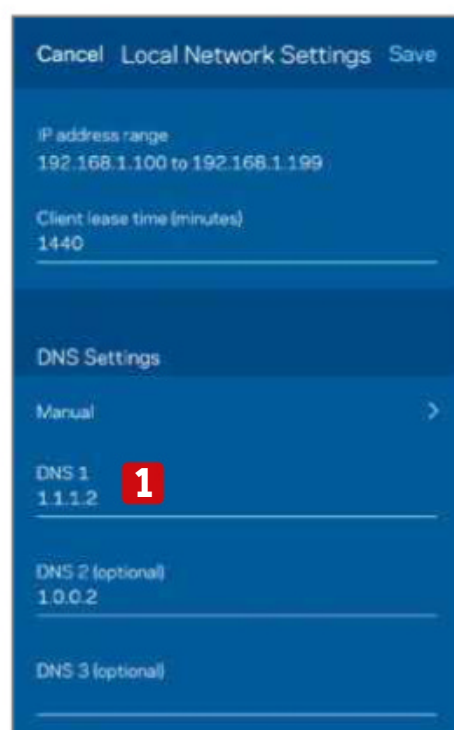 Cancel Local Network Settings Save
IP address range
192.168.1.100 to 192.168.1.199
Client lease time (minutes)
1440
DNS Settings
Manual
DNS 1
1.1.1.2
1
DNS 2 (optional)
1.0.0.2
DNS 3 (optional)